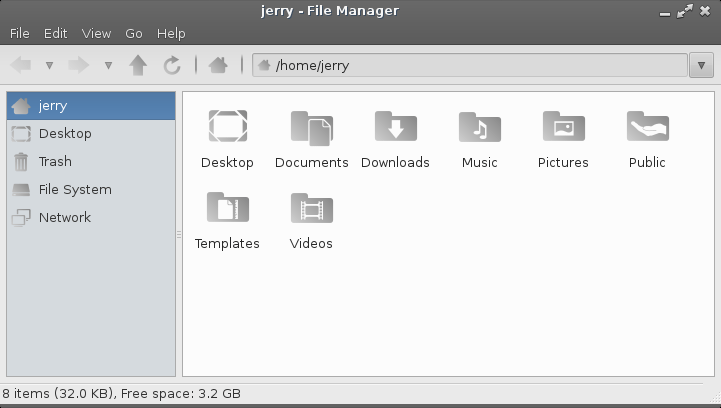 jerry - File Manager
File Edit View Go Help
/home/jerry
jerry
Desktop
Trash
File System
Network
Desktop Documents Downloads Music Pictures Public
Templates Videos
8 items (32.0 KB), Free space: 3.2 GB